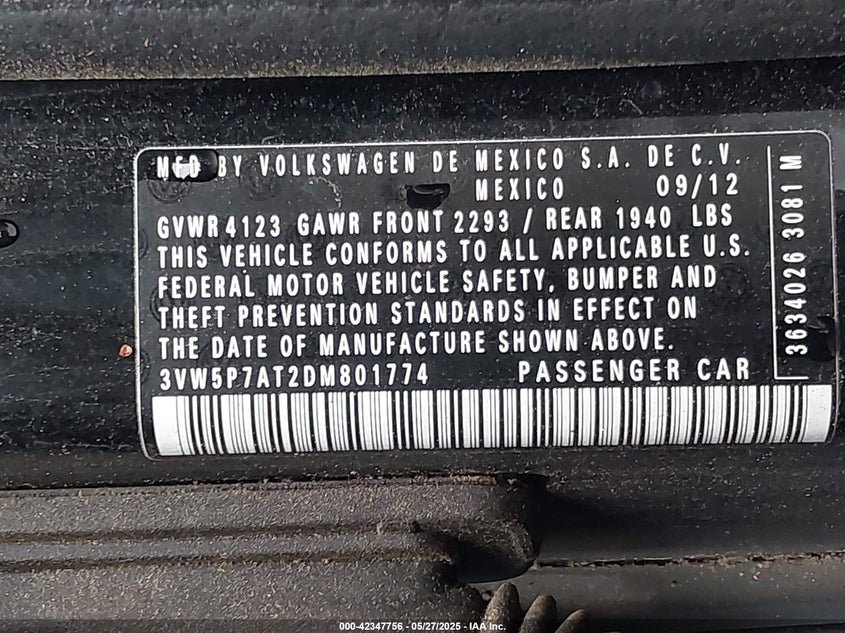 MFD BY VOLKSWAGEN DE MEXICO S.A. DE C.V.
MEXICO 09/12
GVWR 4123 GAWR FRONT 2293 / REAR 1940 LBS
THIS VEHICLE CONFORMS TO ALL APPLICABLE U.S.
FEDERAL MOTOR VEHICLE SAFETY, BUMPER AND
THEFT PREVENTION STANDARDS IN EFFECT ON
THE DATE OF MANUFACTURE SHOWN ABOVE.
3VW5P7AT2DM801774 PASSENGER CAR
3634026 3081 M
000-42347756 - 05/27/2025 - IAA Inc.